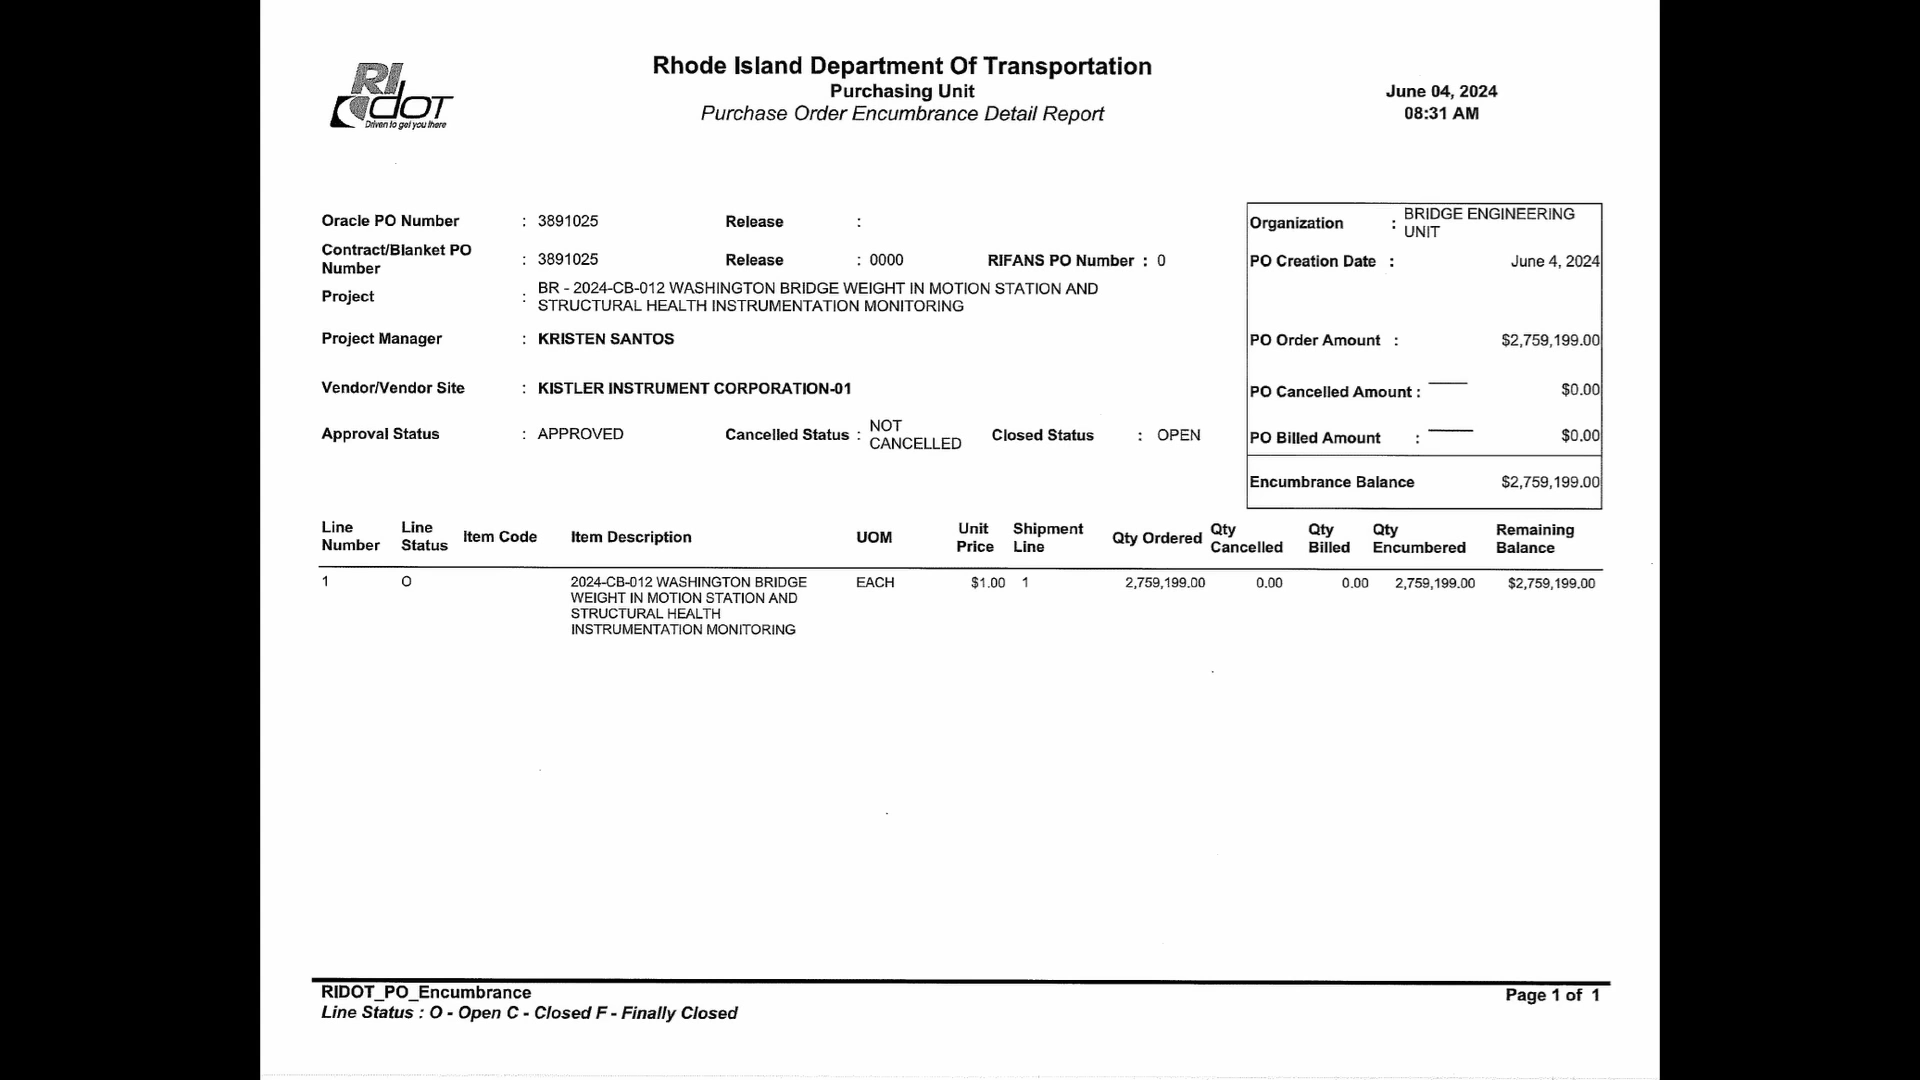 RI
DOT
Driven to get you there
Rhode Island Department Of Transportation
Purchasing Unit
Purchase Order Encumbrance Detail Report
June 04, 2024
08:31 AM
Oracle PO Number : 3891025 Release :
Contract/Blanket PO Number : 3891025 Release : 0000 RIFANS PO Number : 0
Project : BR - 2024-CB-012 WASHINGTON BRIDGE WEIGHT IN MOTION STATION AND
STRUCTURAL HEALTH INSTRUMENTATION MONITORING
Project Manager : KRISTEN SANTOS
Vendor/Vendor Site : KISTLER INSTRUMENT CORPORATION-01
Approval Status : APPROVED Cancelled Status : NOT CANCELLED Closed Status : OPEN
Organization : BRIDGE ENGINEERING
UNIT
PO Creation Date : June 4, 2024
PO Order Amount : $2,759,199.00
PO Cancelled Amount : $0.00
PO Billed Amount : $0.00
Encumbrance Balance $2,759,199.00
Line Number Line Status Item Code Item Description UOM Unit Price Shipment Line Qty Ordered Qty Cancelled Qty Billed Qty Encumbered Remaining Balance
1 O 2024-CB-012 WASHINGTON BRIDGE EACH $1.00 1 2,759,199.00 0.00 0.00 2,759,199.00 $2,759,199.00
WEIGHT IN MOTION STATION AND
STRUCTURAL HEALTH
INSTRUMENTATION MONITORING
RIDOT_PO_Encumbrance
Page 1 of 1
Line Status : O - Open C - Closed F - Finally Closed